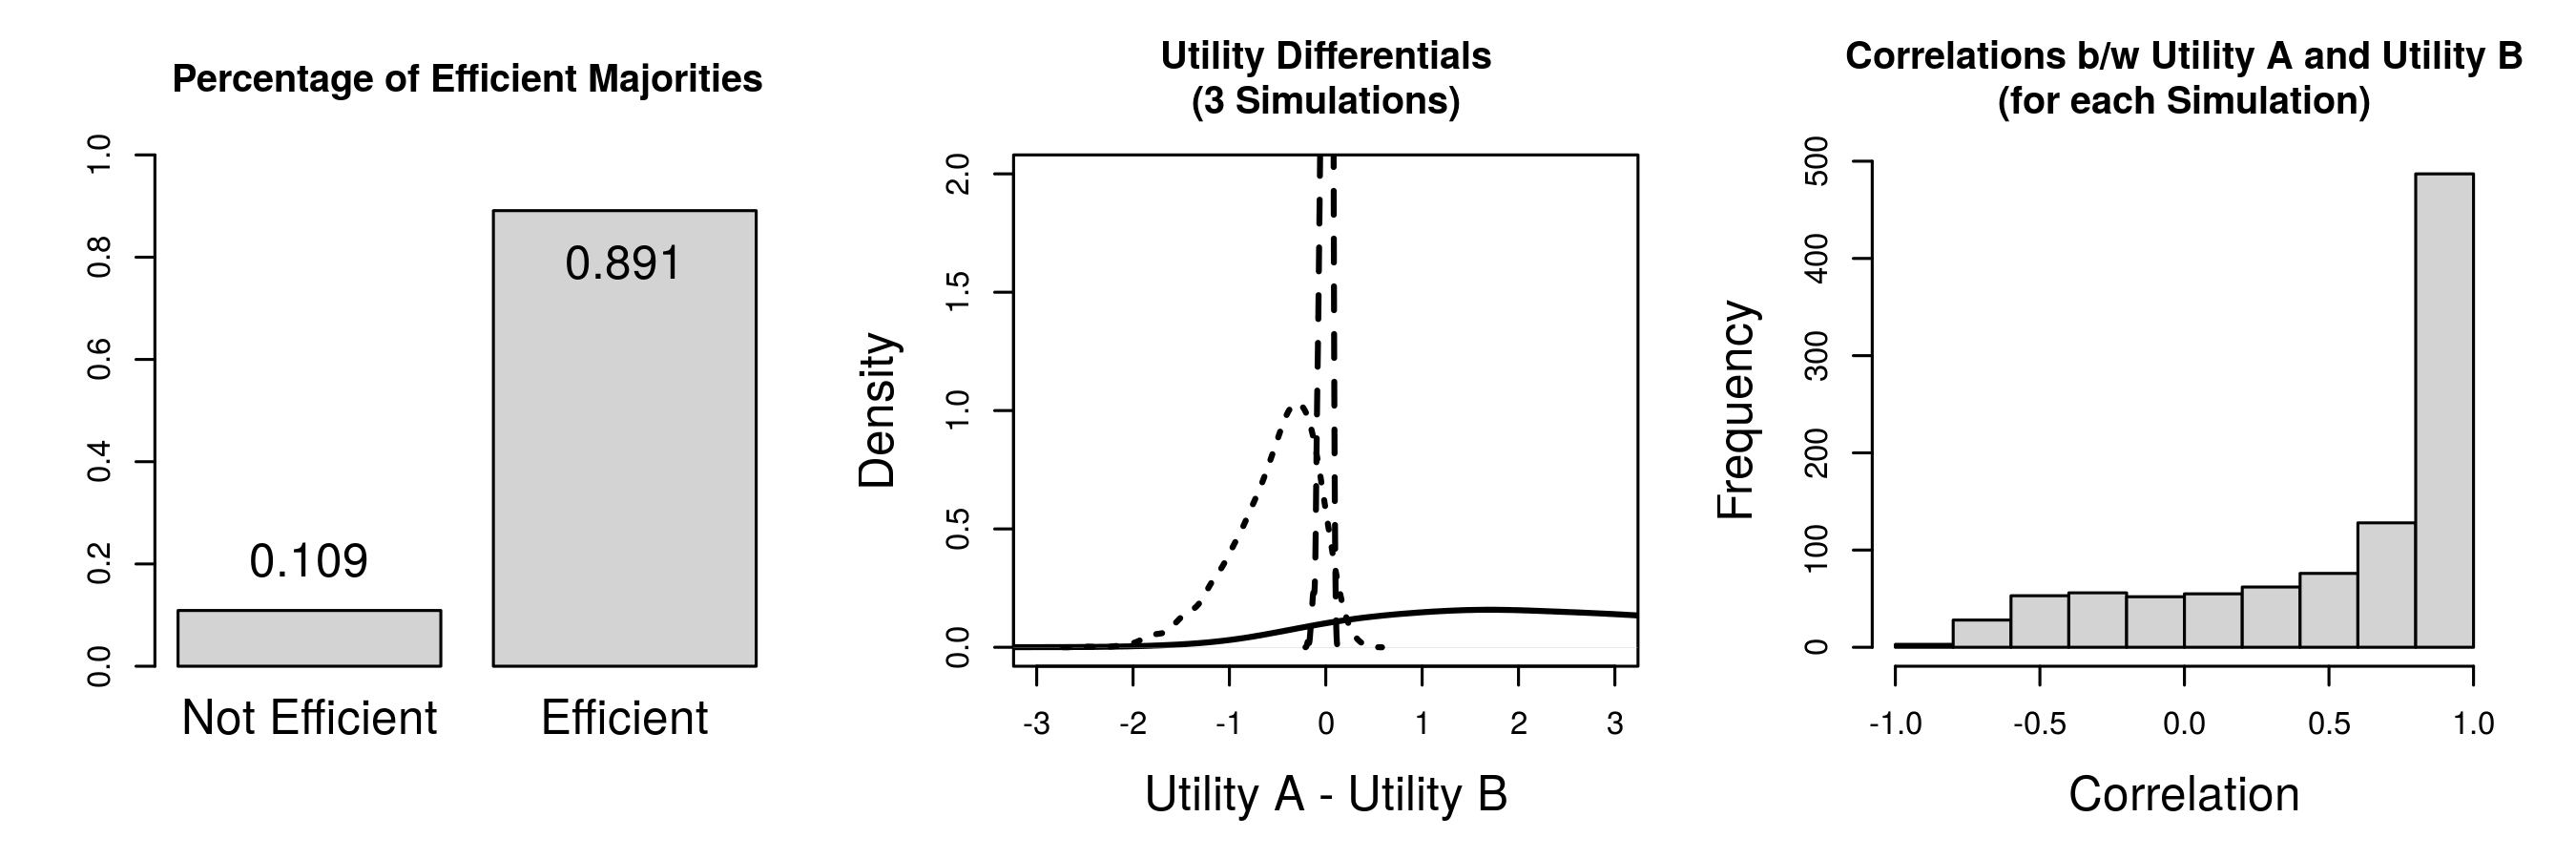 Percentage of Efficient Majorities
1.0
0.8
0.6
0.4
0.2
0.0
0.109
0.891
Not Efficient
Efficient
Utility Differentials
(3 Simulations)
Density
2.0
1.5
1.0
0.5
0.0
-3 -2 -1 0 1 2 3
Utility A - Utility B
Correlations b/w Utility A and Utility B
(for each Simulation)
Frequency
500
400
300
200
100
0
-1.0 -0.5 0.0 0.5 1.0
Correlation